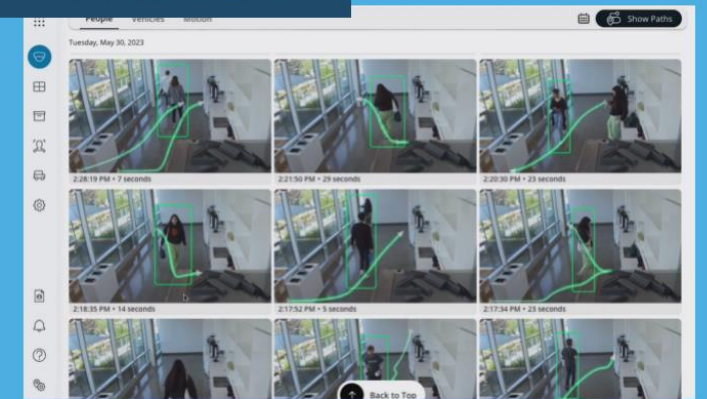 People Vehicles Motion
Show Paths
Tuesday, May 30, 2023
2:28:19 PM • 7 seconds
2:21:50 PM • 29 seconds
2:20:30 PM • 23 seconds
2:18:35 PM • 14 seconds
2:17:52 PM • 5 seconds
2:17:34 PM • 23 seconds
Back to Top